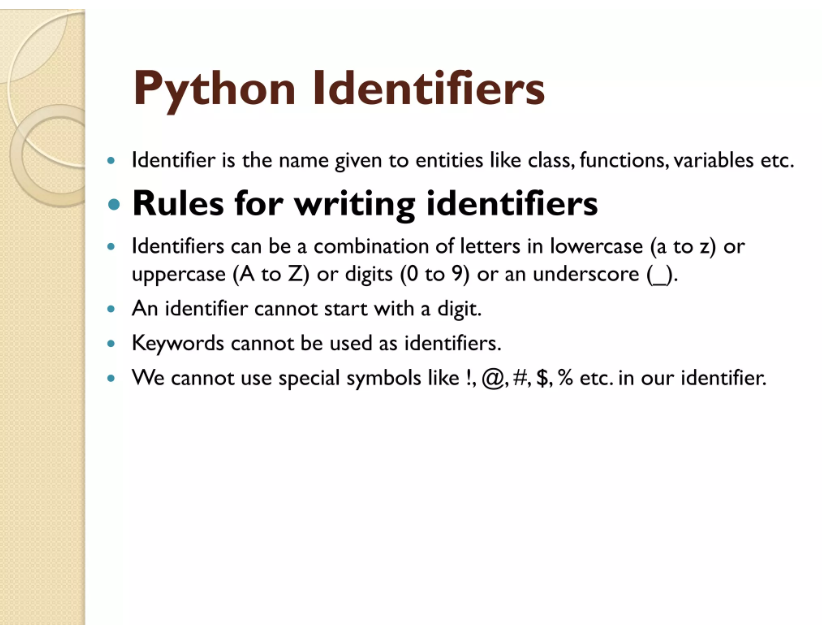 Python Identifiers
• Identifier is the name given to entities like class, functions, variables etc.
• Rules for writing identifiers
• Identifiers can be a combination of letters in lowercase (a to z) or
uppercase (A to Z) or digits (0 to 9) or an underscore (_).
• An identifier cannot start with a digit.
• Keywords cannot be used as identifiers.
• We cannot use special symbols like !, @, #, $, % etc. in our identifier.